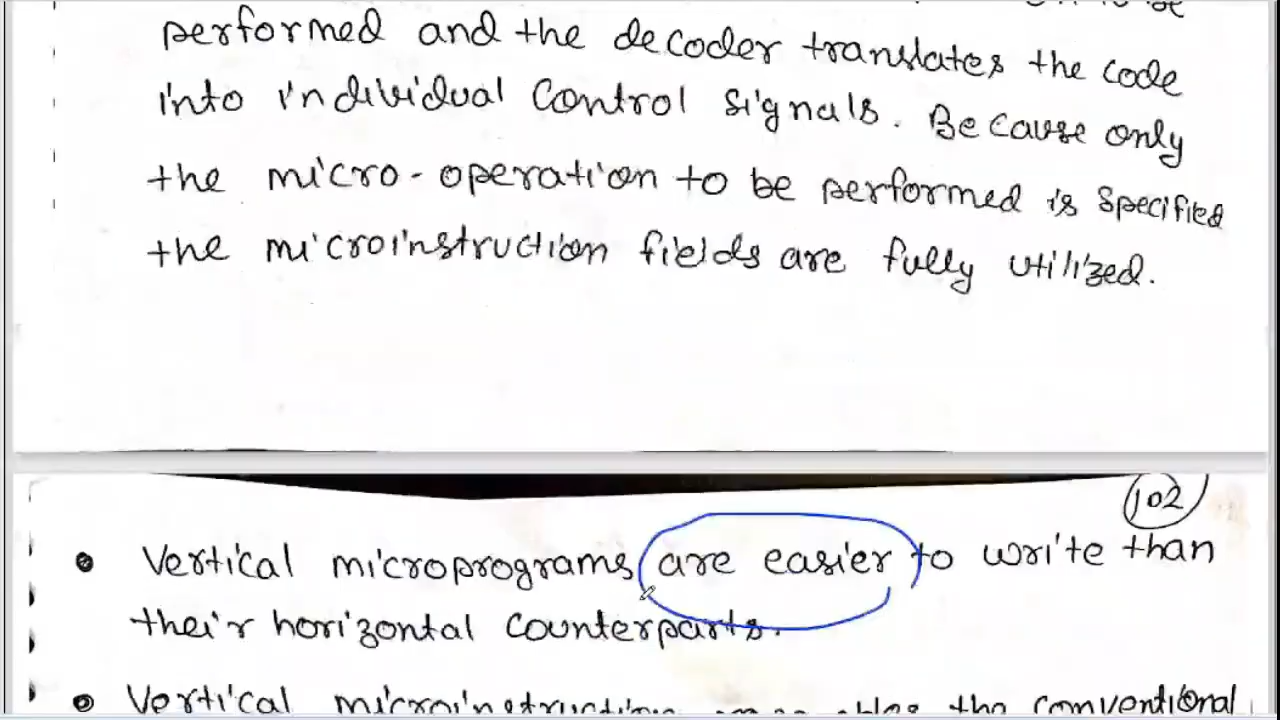 performed and the decoder translates the code
into individual control signals. Because only
the micro-operation to be performed is specified
the microinstruction fields are fully utilized.
102
• Vertical microprograms are easier to write than
their horizontal counterparts.
• Vertical the conventional